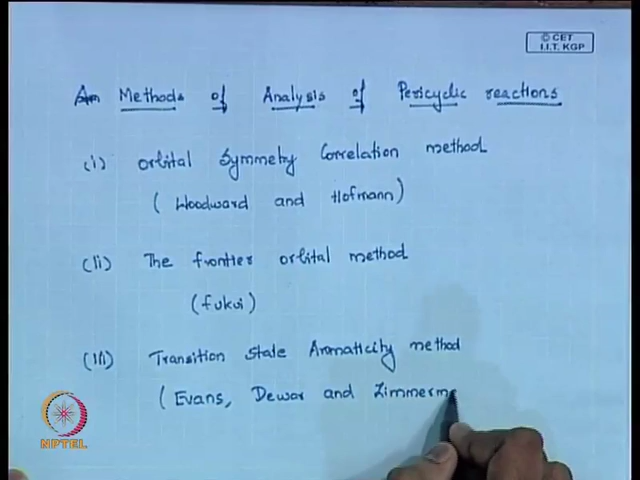 © CET
I.I.T. KGP
Methods of Analysis of Pericyclic reactions
(i) orbital Symmetry Correlation method
(Woodward and Hofmann)
(ii) The frontier orbital method
(fukui)
(iii) Transition State Aromaticity method
(Evans, Dewar and Zimmerme
NPTEL